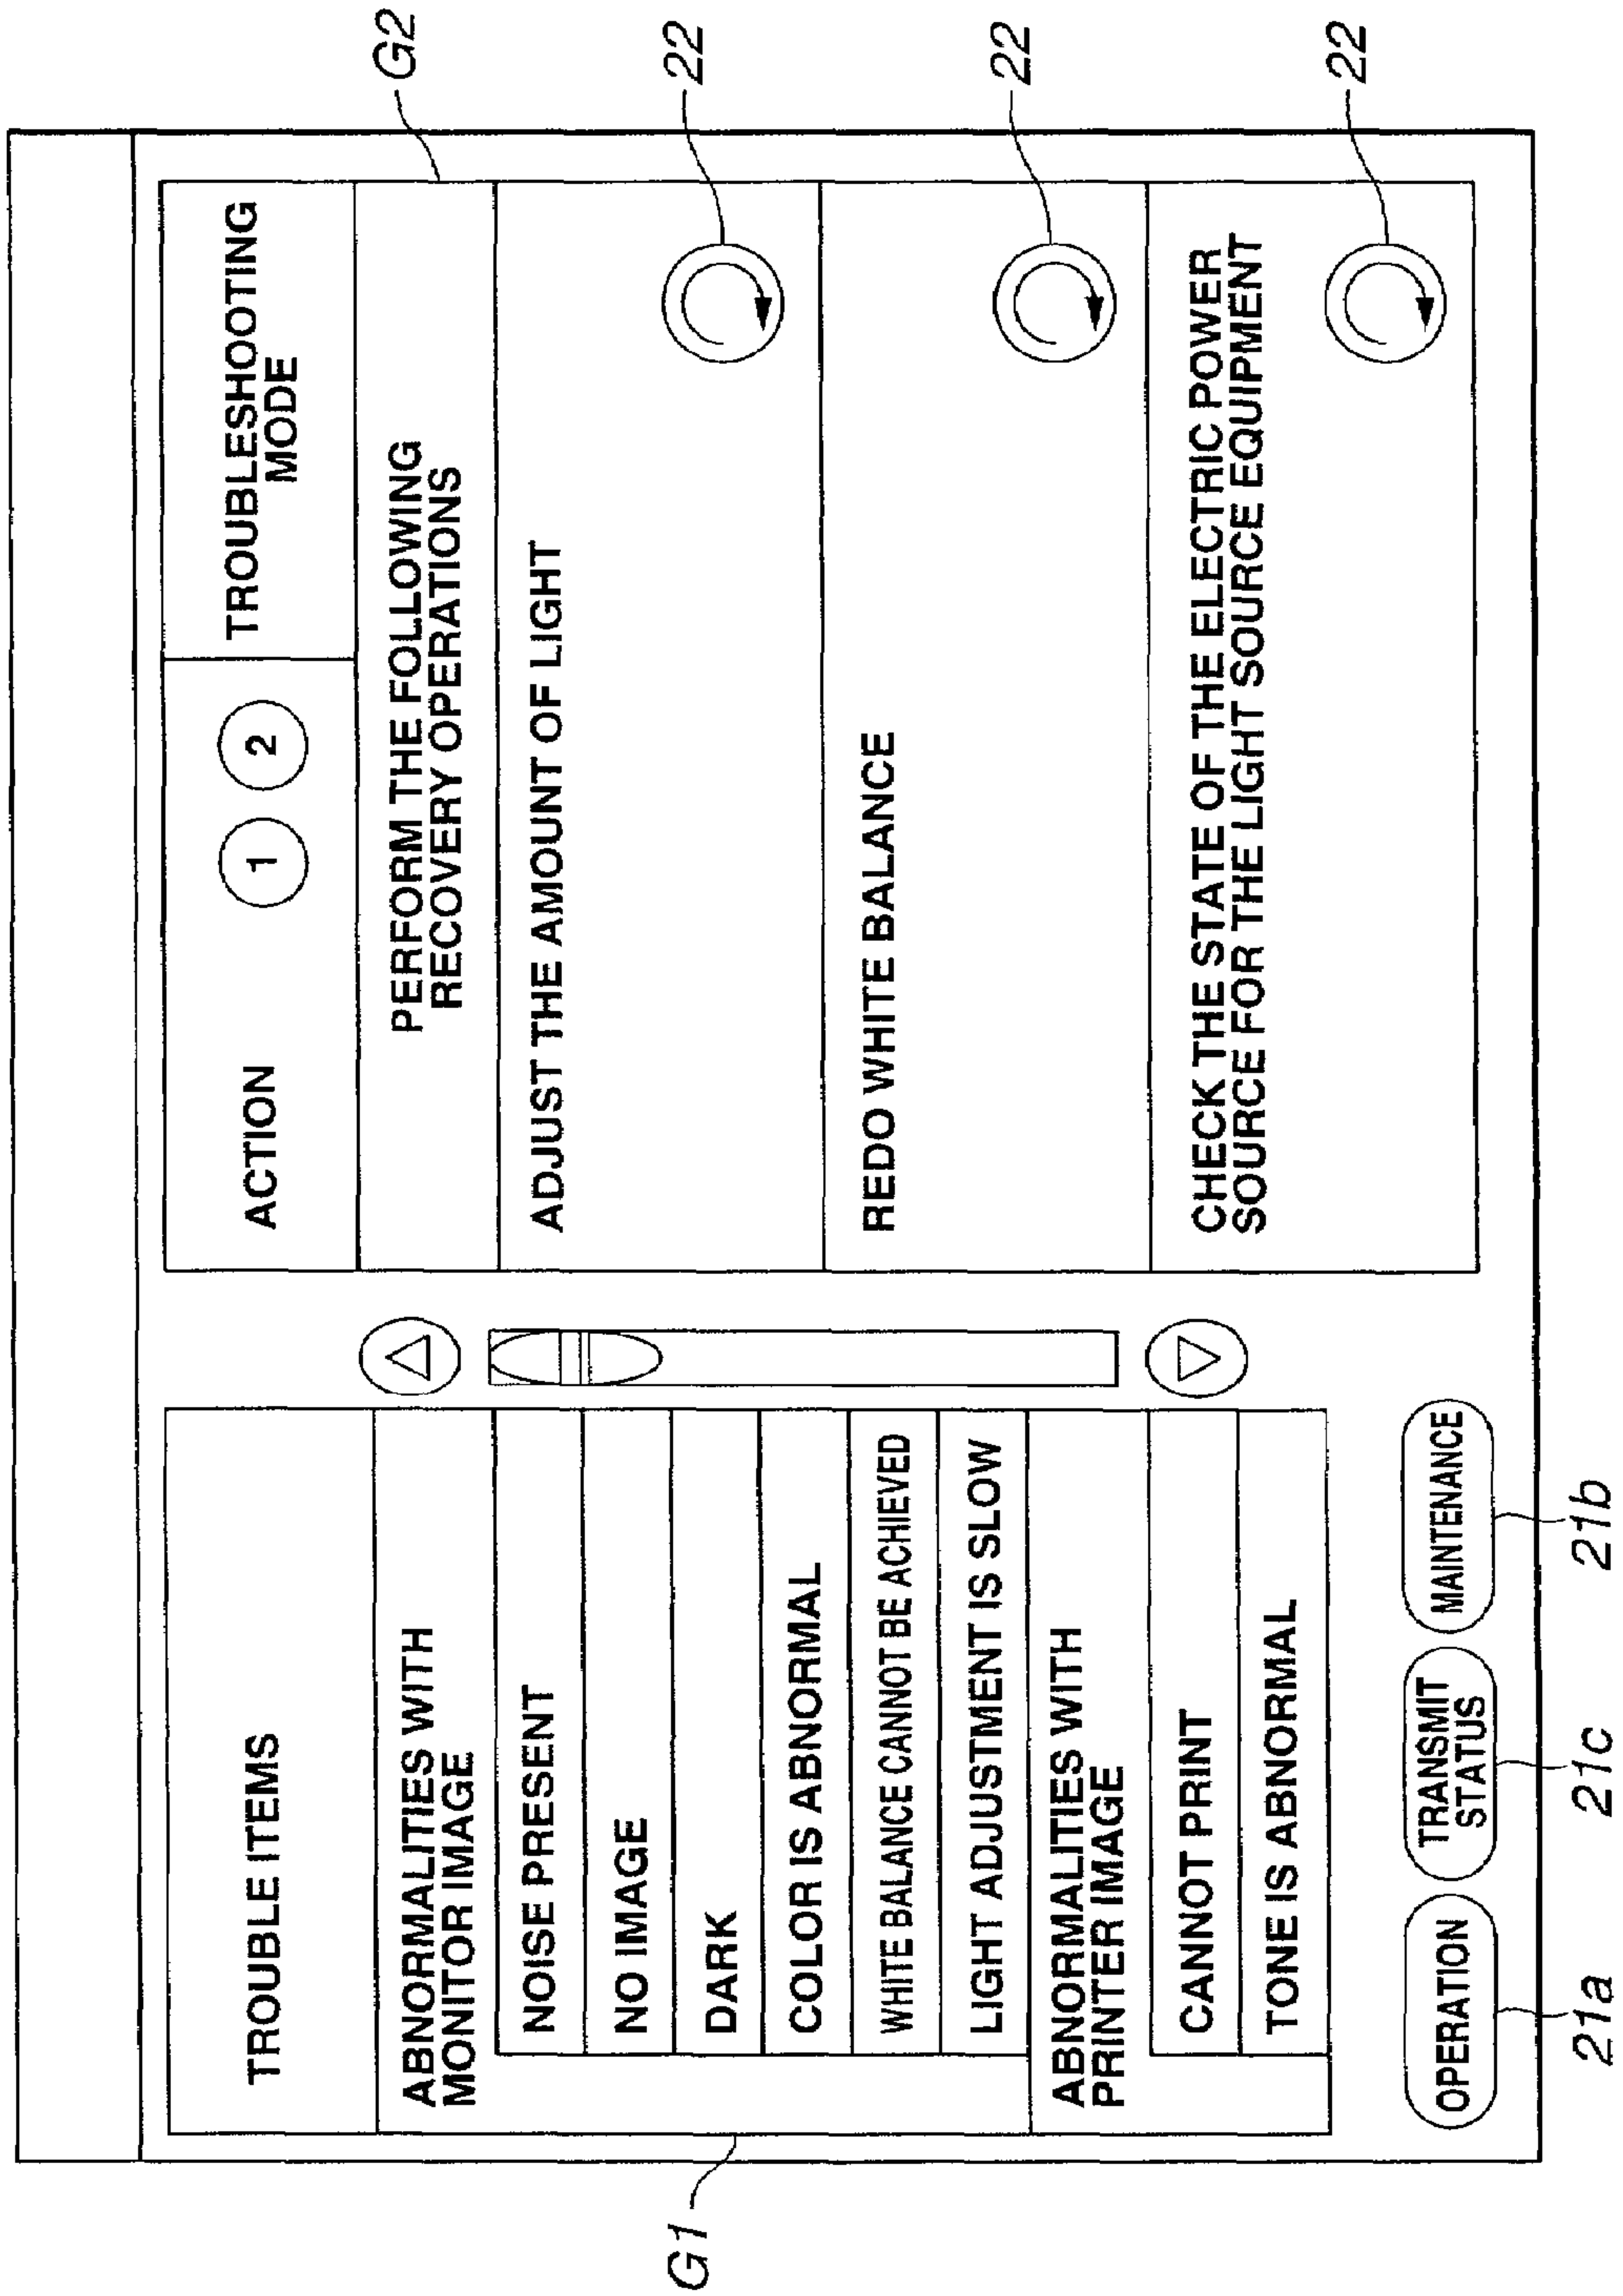 TROUBLE ITEMS
ABNORMALITIES WITH
MONITOR IMAGE
NOISE PRESENT
NO IMAGE
DARK
COLOR IS ABNORMAL
WHITE BALANCE CANNOT BE ACHIEVED
LIGHT ADJUSTMENT IS SLOW
ABNORMALITIES WITH
PRINTER IMAGE
CANNOT PRINT
TONE IS ABNORMAL
G1
ACTION 1 2
TROUBLESHOOTING
MODE
G2
PERFORM THE FOLLOWING
RECOVERY OPERATIONS
ADJUST THE AMOUNT OF LIGHT
22
REDO WHITE BALANCE
22
CHECK THE STATE OF THE ELECTRIC POWER
SOURCE FOR THE LIGHT SOURCE EQUIPMENT
22
OPERATION
TRANSMIT
STATUS
MAINTENANCE
21a
21c
21b